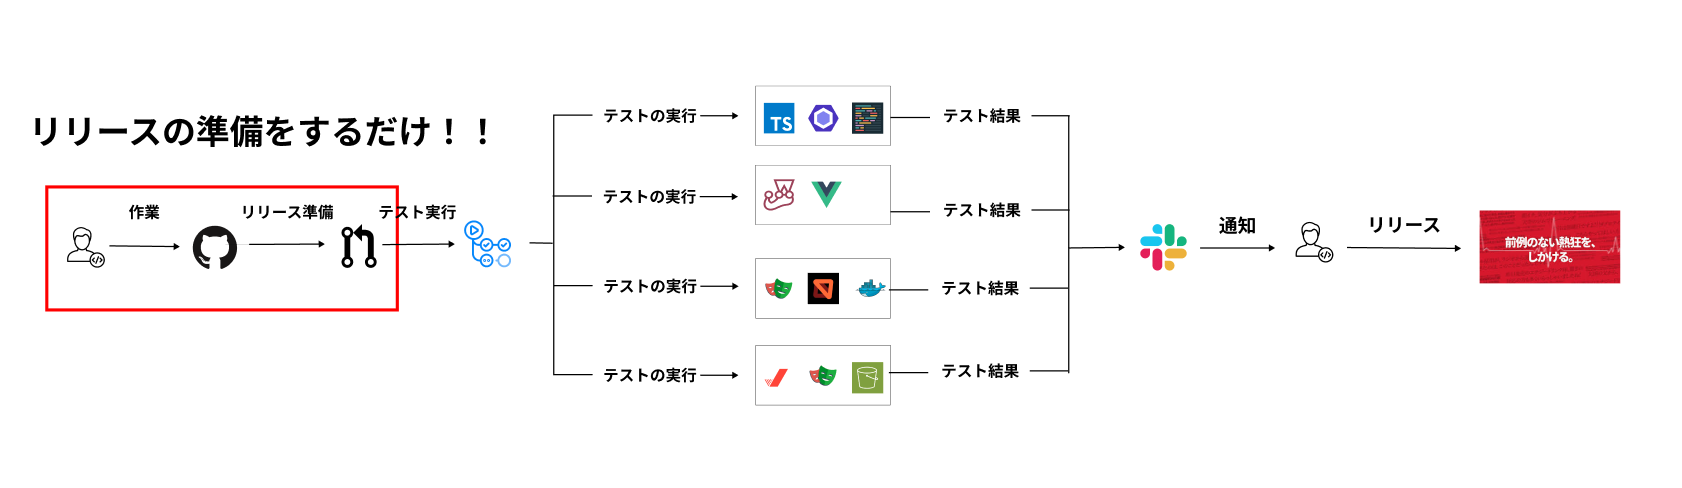 リリースの準備をするだけ！！
作業
リリース準備
テスト実行
テストの実行
TS
テスト結果
テストの実行
テスト結果
テストの実行
テスト結果
テストの実行
テスト結果
通知
リリース
前例のない熱狂を、
しかける。